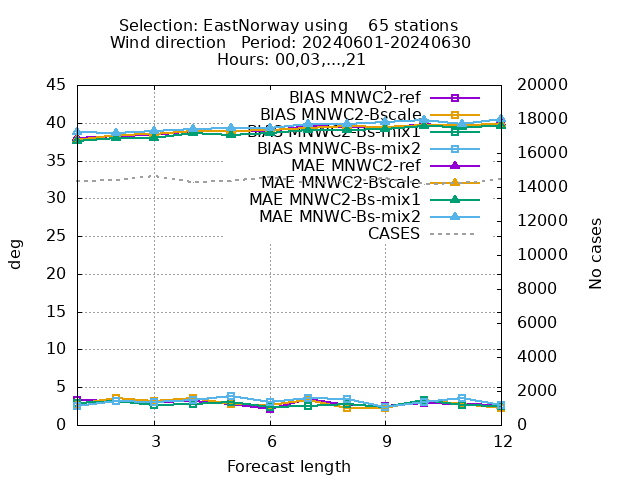 Selection: EastNorway using 65 stations
Wind direction Period: 20240601-20240630
Hours: 00,03,...,21
45
40
35
30
25
20
15
10
5
0
deg
20000
18000
16000
14000
12000
10000
8000
6000
4000
2000
0
No cases
BIAS MNWC2-ref
BIAS MNWC2-Bscale
BIAS MNWC2-Bs-mix1
BIAS MNWC-Bs-mix2
MAE MNWC2-ref
MAE MNWC2-Bscale
MAE MNWC2-Bs-mix1
MAE MNWC-Bs-mix2
CASES
3 6 9 12
Forecast length